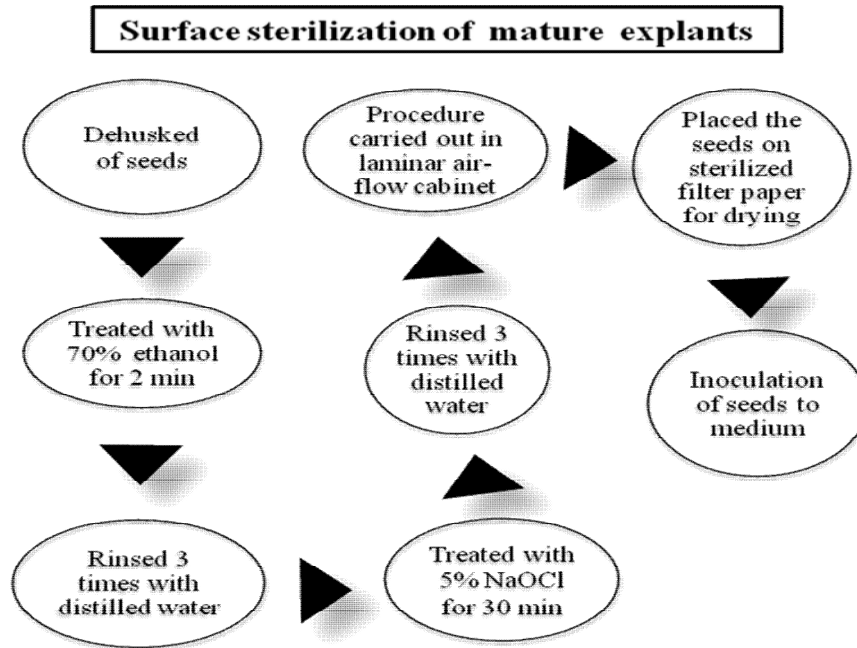 Surface sterilization of mature explants
Dehusked
of seeds
Treated with
70% ethanol
for 2 min
Rinsed 3
times with
distilled water
Treated with
5% NaOCl
for 30 min
Rinsed 3
times with
distilled
water
Procedure
carried out in
laminar air-
flow cabinet
Placed the
seeds on
sterilized
filter paper
for drying
Inoculation
of seeds to
medium